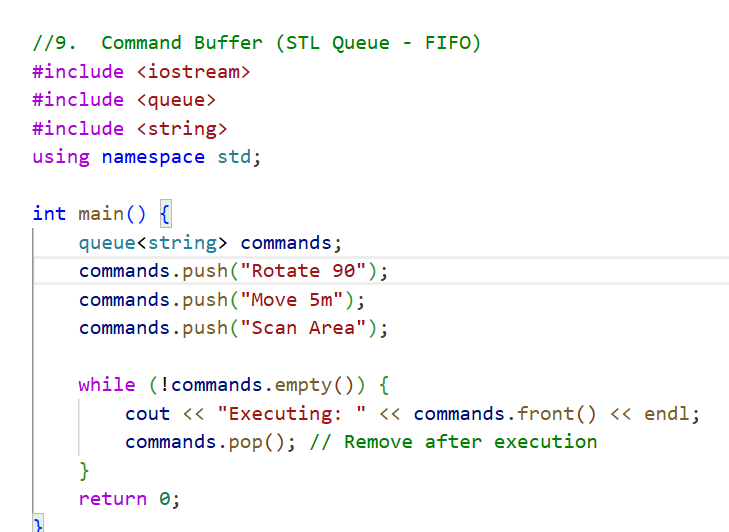 //9.  Command Buffer (STL Queue - FIFO)
#include <iostream>
#include <queue>
#include <string>
using namespace std;

int main() {
    queue<string> commands;
    commands.push("Rotate 90");
    commands.push("Move 5m");
    commands.push("Scan Area");

    while (!commands.empty()) {
        cout << "Executing: " << commands.front() << endl;
        commands.pop(); // Remove after execution
    }
    return 0;
}